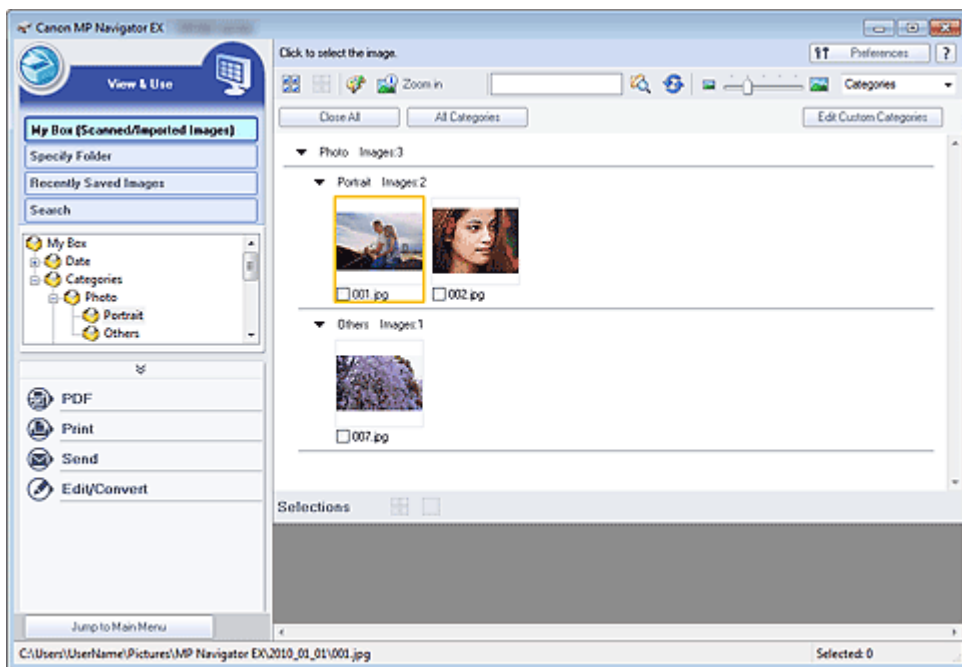 Canon MP Navigator EX
View & Use
My Box (Scanned/Imported Images)
Specify Folder
Recently Saved Images
Search
My Box
Date
Categories
Photo
Portrait
Others
PDF
Print
Send
Edit/Convert
Jump to Main Menu
Click to select the image.
Preferences
?
Zoom in
Categories
Close All
All Categories
Edit Custom Categories
Photo Images:3
Portrait Images:2
001.jpg
002.jpg
Others Images:1
007.jpg
Selections
C:\Users\UserName\Pictures\MP Navigator EX\2010_01_01\001.jpg
Selected: 0